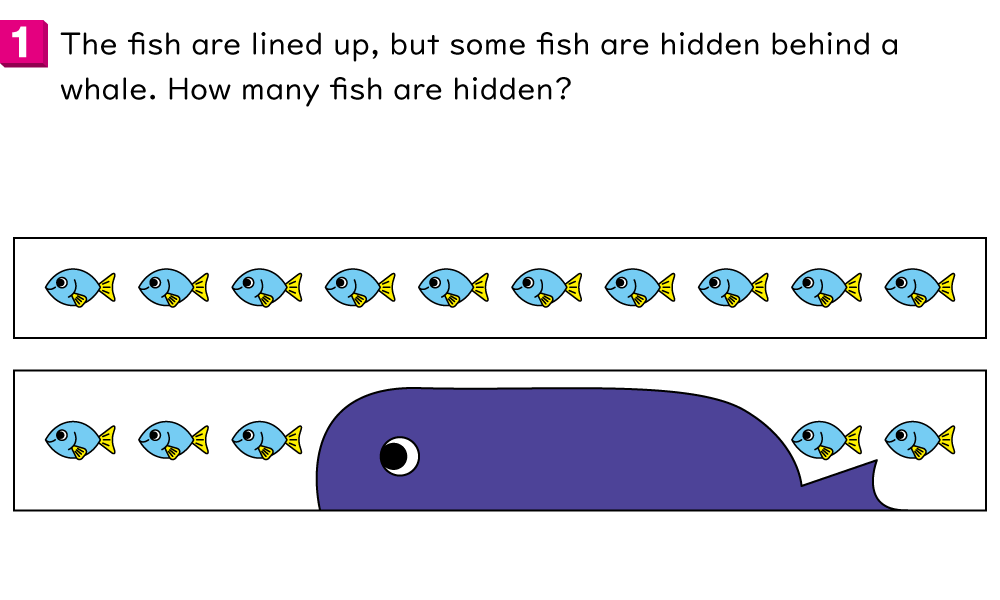 1 The fish are lined up, but some fish are hidden behind a
whale. How many fish are hidden?